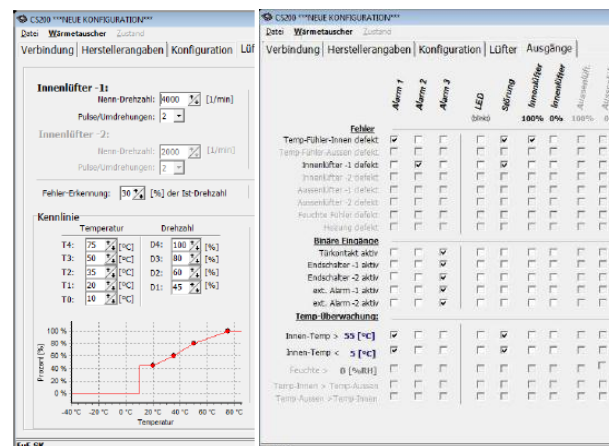 CS200 ***NEUE KONFIGURATION***
Datei Wärmetauscher Zustand
Verbindung | Herstellerangaben | Konfiguration | Lüf
Innenlüfter -1:
Nenn-Drehzahl: 4000 [1/min]
Pulse/Umdrehungen: 2
Innenlüfter -2:
Nenn-Drehzahl: 2000 [1/min]
Pulse/Umdrehungen: 2
Fehler-Erkennung: 30 [%] der Ist-Drehzahl
Kennlinie
Temperatur Drehzahl
T4: 75 [°C] D4: 100 [%]
T3: 50 [°C] D3: 80 [%]
T2: 35 [°C] D2: 60 [%]
T1: 20 [°C] D1: 45 [%]
T0: 10 [°C]
Prozent [%]
100 %
80 %
60 %
40 %
20 %
0 %
-40 °C -20 °C 0 °C 20 °C 40 °C 60 °C 80 °C
Temperatur
CS200 ***NEUE KONFIGURATION***
Datei Wärmetauscher Zustand
Verbindung | Herstellerangaben | Konfiguration | Lüfter Ausgänge
Alarm 1 Alarm 2 Alarm 3 LED Störung Innenlüfter Innenlüfter Aussenlüft.
(blink) 100% 0% 100%
Fehler
Temp-Fühler-Innen defekt
Temp-Fühler-Aussen defekt
Innenlüfter -1 defekt
Innenlüfter -2 defekt
Aussenlüfter -1 defekt
Aussenlüfter -2 defekt
Feuchte Fühler defekt
Heizung defekt
Binäre Eingänge
Türkontakt aktiv
Endschalter -1 aktiv
Endschalter -2 aktiv
ext. Alarm -1 aktiv
ext. Alarm -2 aktiv
Temp-Überwachung:
Innen-Temp > 55 [°C]
Innen-Temp < 5 [°C]
Feuchte > 0 [%RH]
Temp-Innen > Temp-Aussen
Temp-Aussen > Temp-Innen